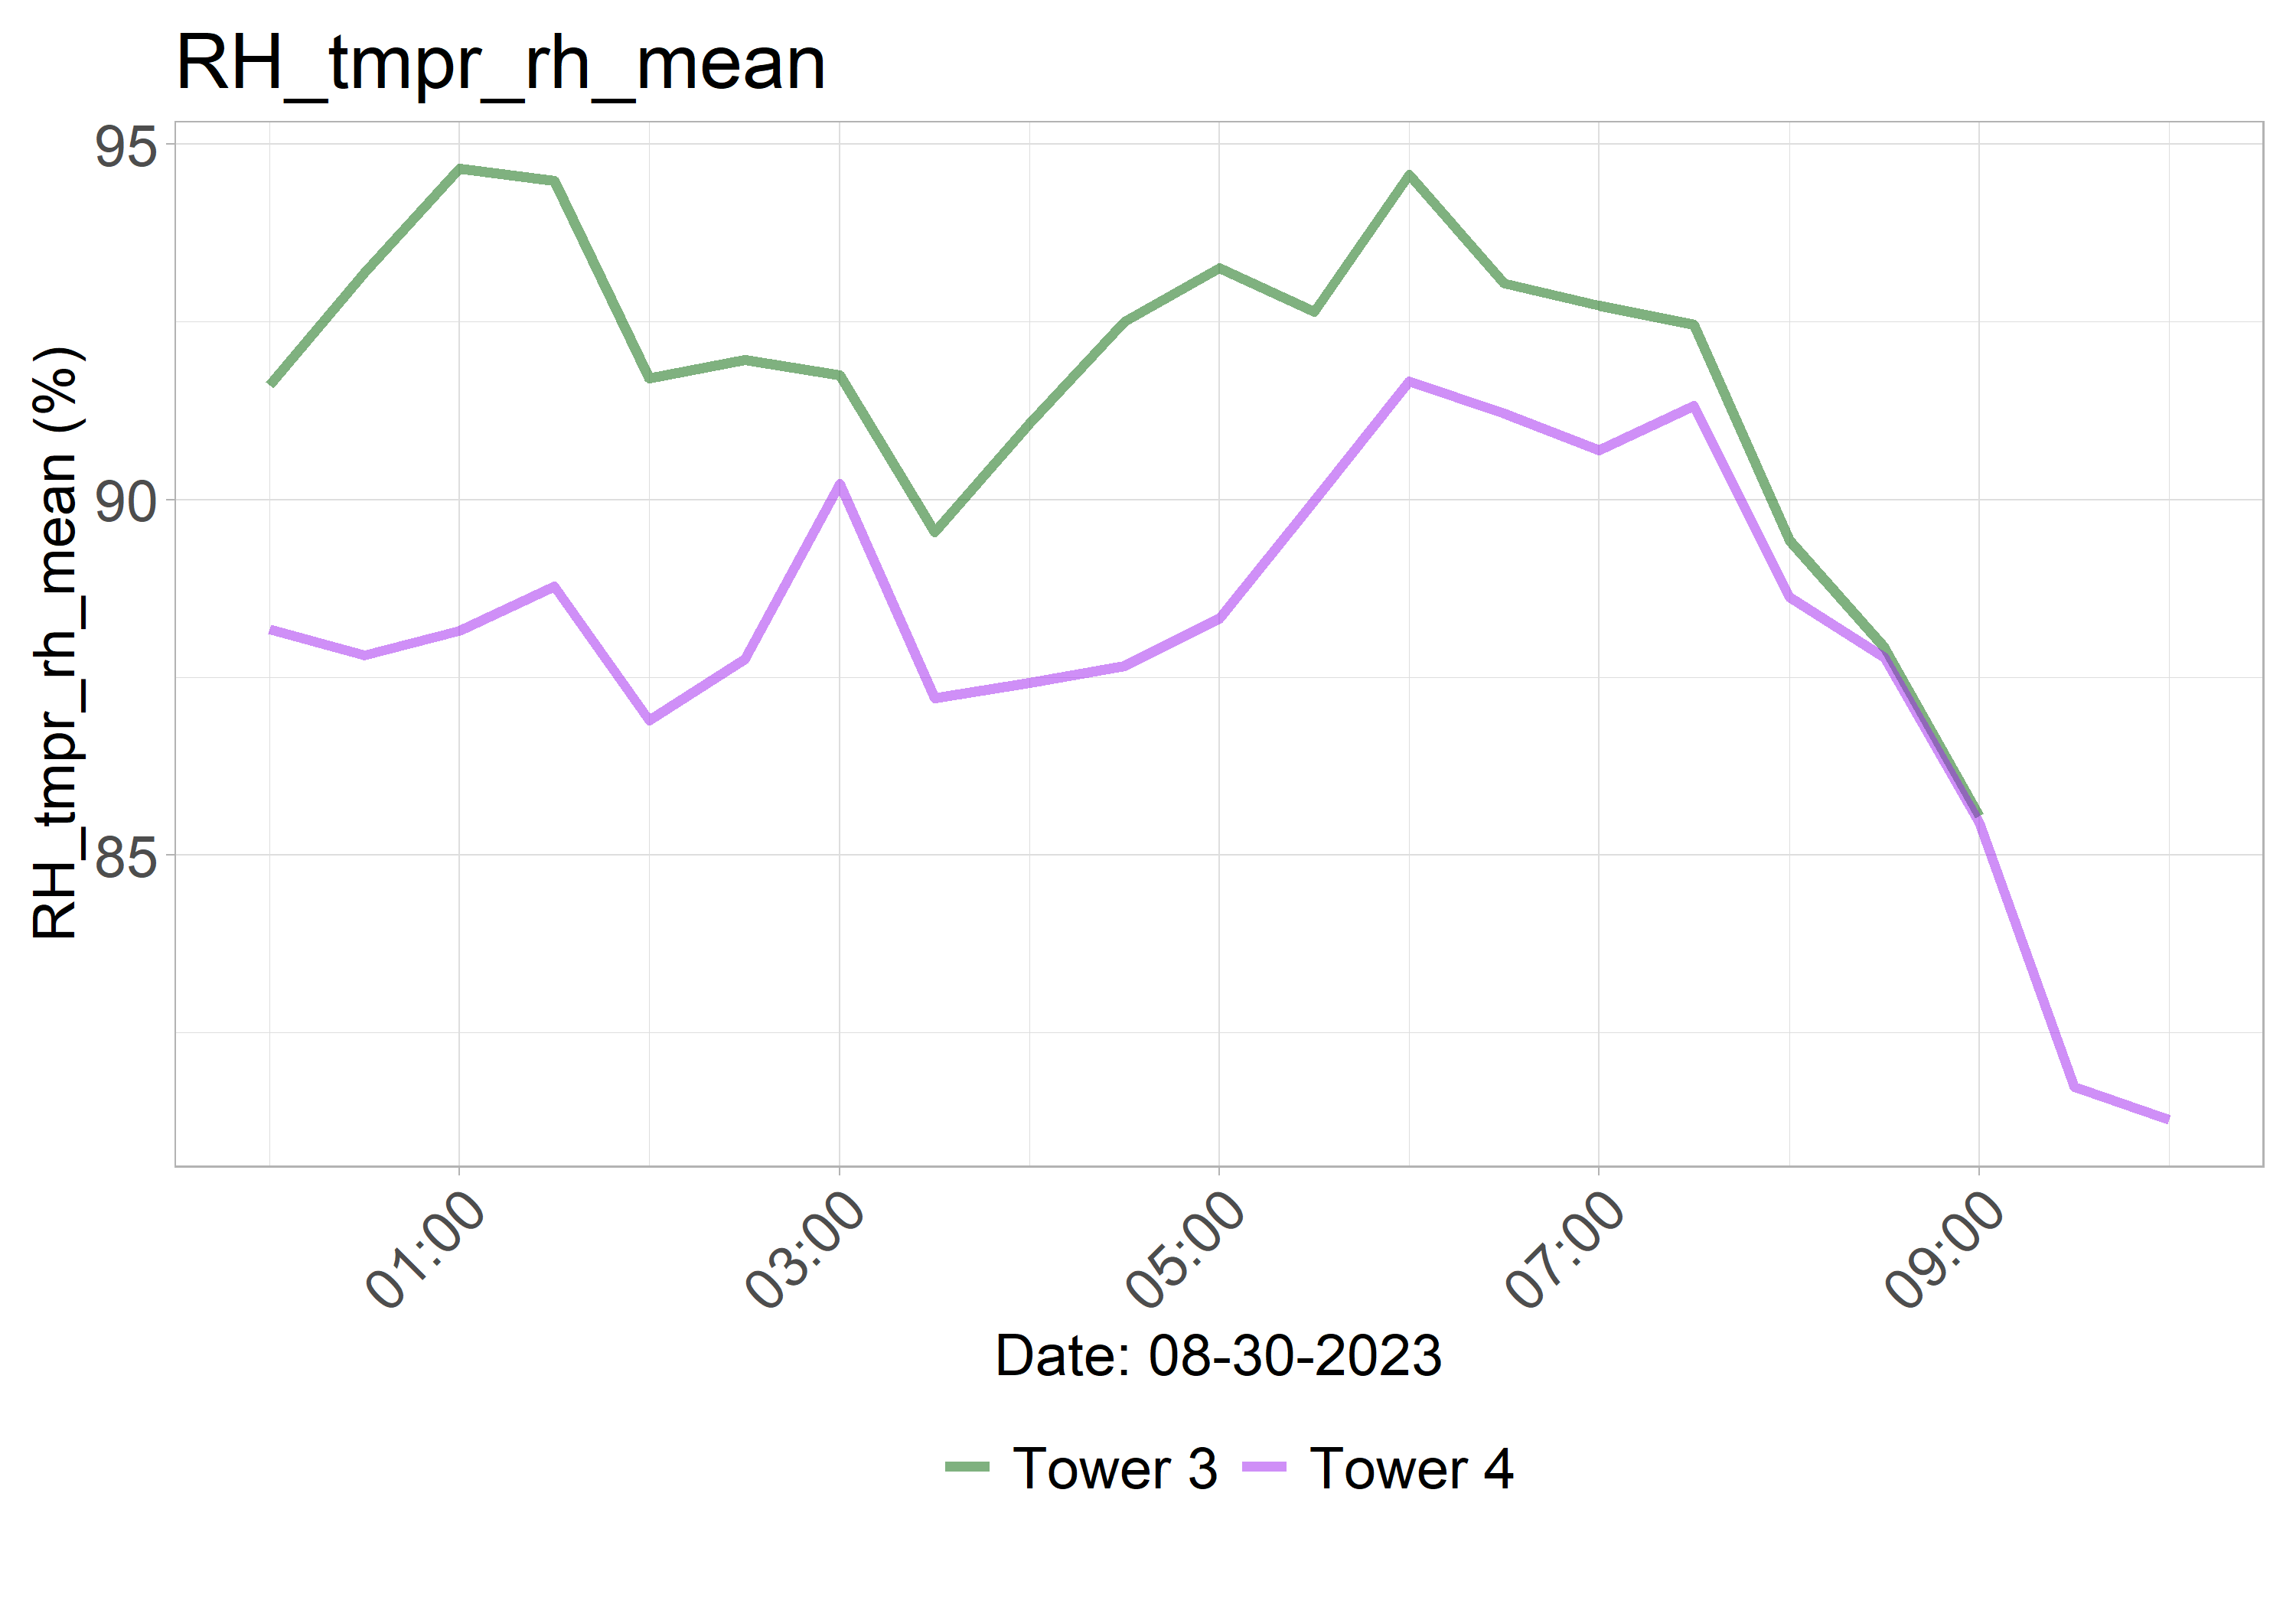 RH_tmpr_rh_mean
RH_tmpr_rh_mean (%)
95
90
85
01:00
03:00
05:00
07:00
09:00
Date: 08-30-2023
Tower 3
Tower 4